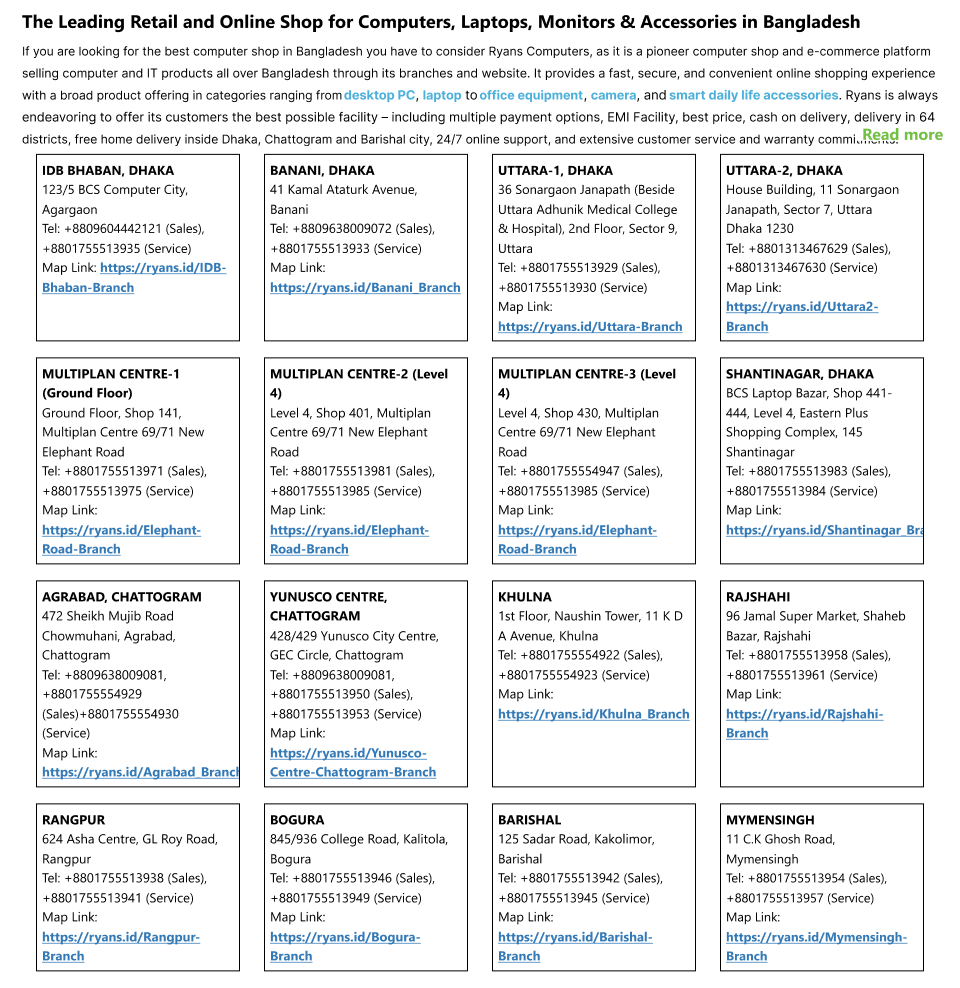 The Leading Retail and Online Shop for Computers, Laptops, Monitors & Accessories in Bangladesh
If you are looking for the best computer shop in Bangladesh you have to consider Ryans Computers, as it is a pioneer computer shop and e-commerce platform
selling computer and IT products all over Bangladesh through its branches and website. It provides a fast, secure, and convenient online shopping experience
with a broad product offering in categories ranging from desktop PC, laptop to office equipment, camera, and smart daily life accessories. Ryans is always
endeavoring to offer its customers the best possible facility – including multiple payment options, EMI Facility, best price, cash on delivery, delivery in 64
districts, free home delivery inside Dhaka, Chattogram and Barishal city, 24/7 online support, and extensive customer service and warranty
Read more
IDB BHABAN, DHAKA
123/5 BCS Computer City,
Agargaon
Tel: +8809604442121 (Sales),
+8801755513935 (Service)
Map Link: https://ryans.id/IDB-
Bhaban-Branch
BANANI, DHAKA
41 Kamal Ataturk Avenue,
Banani
Tel: +8809638009072 (Sales),
+8801755513933 (Service)
Map Link:
https://ryans.id/Banani_Branch
UTTARA-1, DHAKA
36 Sonargaon Janapath (Beside
Uttara Adhunik Medical College
& Hospital), 2nd Floor, Sector 9,
Uttara
Tel: +8801755513929 (Sales),
+8801755513930 (Service)
Map Link:
https://ryans.id/Uttara-Branch
UTTARA-2, DHAKA
House Building, 11 Sonargaon
Janapath, Sector 7, Uttara
Dhaka 1230
Tel: +8801313467629 (Sales),
+8801313467630 (Service)
Map Link:
https://ryans.id/Uttara2-
Branch
MULTIPLAN CENTRE-1
(Ground Floor)
Ground Floor, Shop 141,
Multiplan Centre 69/71 New
Elephant Road
Tel: +8801755513971 (Sales),
+8801755513975 (Service)
Map Link:
https://ryans.id/Elephant-
Road-Branch
MULTIPLAN CENTRE-2 (Level
4)
Level 4, Shop 401, Multiplan
Centre 69/71 New Elephant
Road
Tel: +8801755513981 (Sales),
+8801755513985 (Service)
Map Link:
https://ryans.id/Elephant-
Road-Branch
MULTIPLAN CENTRE-3 (Level
4)
Level 4, Shop 430, Multiplan
Centre 69/71 New Elephant
Road
Tel: +8801755554947 (Sales),
+8801755513985 (Service)
Map Link:
https://ryans.id/Elephant-
Road-Branch
SHANTINAGAR, DHAKA
BCS Laptop Bazar, Shop 441-
444, Level 4, Eastern Plus
Shopping Complex, 145
Shantinagar
Tel: +8801755513983 (Sales),
+8801755513984 (Service)
Map Link:
https://ryans.id/Shantinagar_Bra
AGRABAD, CHATTOGRAM
472 Sheikh Mujib Road
Chowmuhani, Agrabad,
Chattogram
Tel: +8809638009081,
+8801755554929
(Sales)+8801755554930
(Service)
Map Link:
https://ryans.id/Agrabad_Branch
YUNUSCO CENTRE,
CHATTOGRAM
428/429 Yunusco City Centre,
GEC Circle, Chattogram
Tel: +8809638009081,
+8801755513950 (Sales),
+8801755513953 (Service)
Map Link:
https://ryans.id/Yunusco-
Centre-Chattogram-Branch
KHULNA
1st Floor, Naushin Tower, 11 K D
A Avenue, Khulna
Tel: +8801755554922 (Sales),
+8801755554923 (Service)
Map Link:
https://ryans.id/Khulna_Branch
RAJSHAHI
96 Jamal Super Market, Shaheb
Bazar, Rajshahi
Tel: +8801755513958 (Sales),
+8801755513961 (Service)
Map Link:
https://ryans.id/Rajshahi-
Branch
RANGPUR
624 Asha Centre, GL Roy Road,
Rangpur
Tel: +8801755513938 (Sales),
+8801755513941 (Service)
Map Link:
https://ryans.id/Rangpur-
Branch
BOGURA
845/936 College Road, Kalitola,
Bogura
Tel: +8801755513946 (Sales),
+8801755513949 (Service)
Map Link:
https://ryans.id/Bogura-
Branch
BARISHAL
125 Sadar Road, Kakolimor,
Barishal
Tel: +8801755513942 (Sales),
+8801755513945 (Service)
Map Link:
https://ryans.id/Barishal-
Branch
MYMENSINGH
11 C.K Ghosh Road,
Mymensingh
Tel: +8801755513954 (Sales),
+8801755513957 (Service)
Map Link:
https://ryans.id/Mymensingh-
Branch